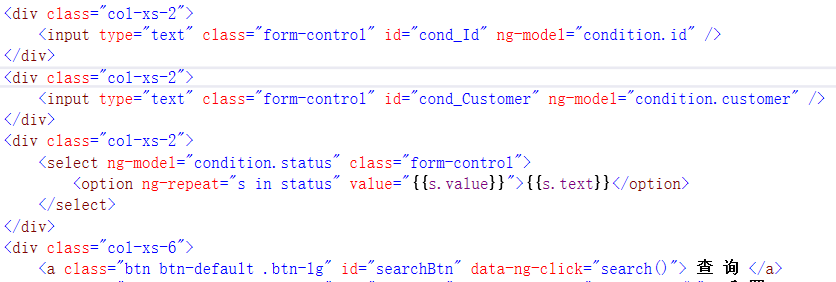 <div class="col-xs-2">
<input type="text" class="form-control" id="cond_Id" ng-model="condition.id" />
</div>
<div class="col-xs-2">
<input type="text" class="form-control" id="cond_Customer" ng-model="condition.customer" />
</div>
<div class="col-xs-2">
<select ng-model="condition.status" class="form-control">
<option ng-repeat="s in status" value="{{s.value}}">{{s.text}}</option>
</select>
</div>
<div class="col-xs-6">
<a class="btn btn-default .btn-lg" id="searchBtn" data-ng-click="search()"> 查 询 </a>